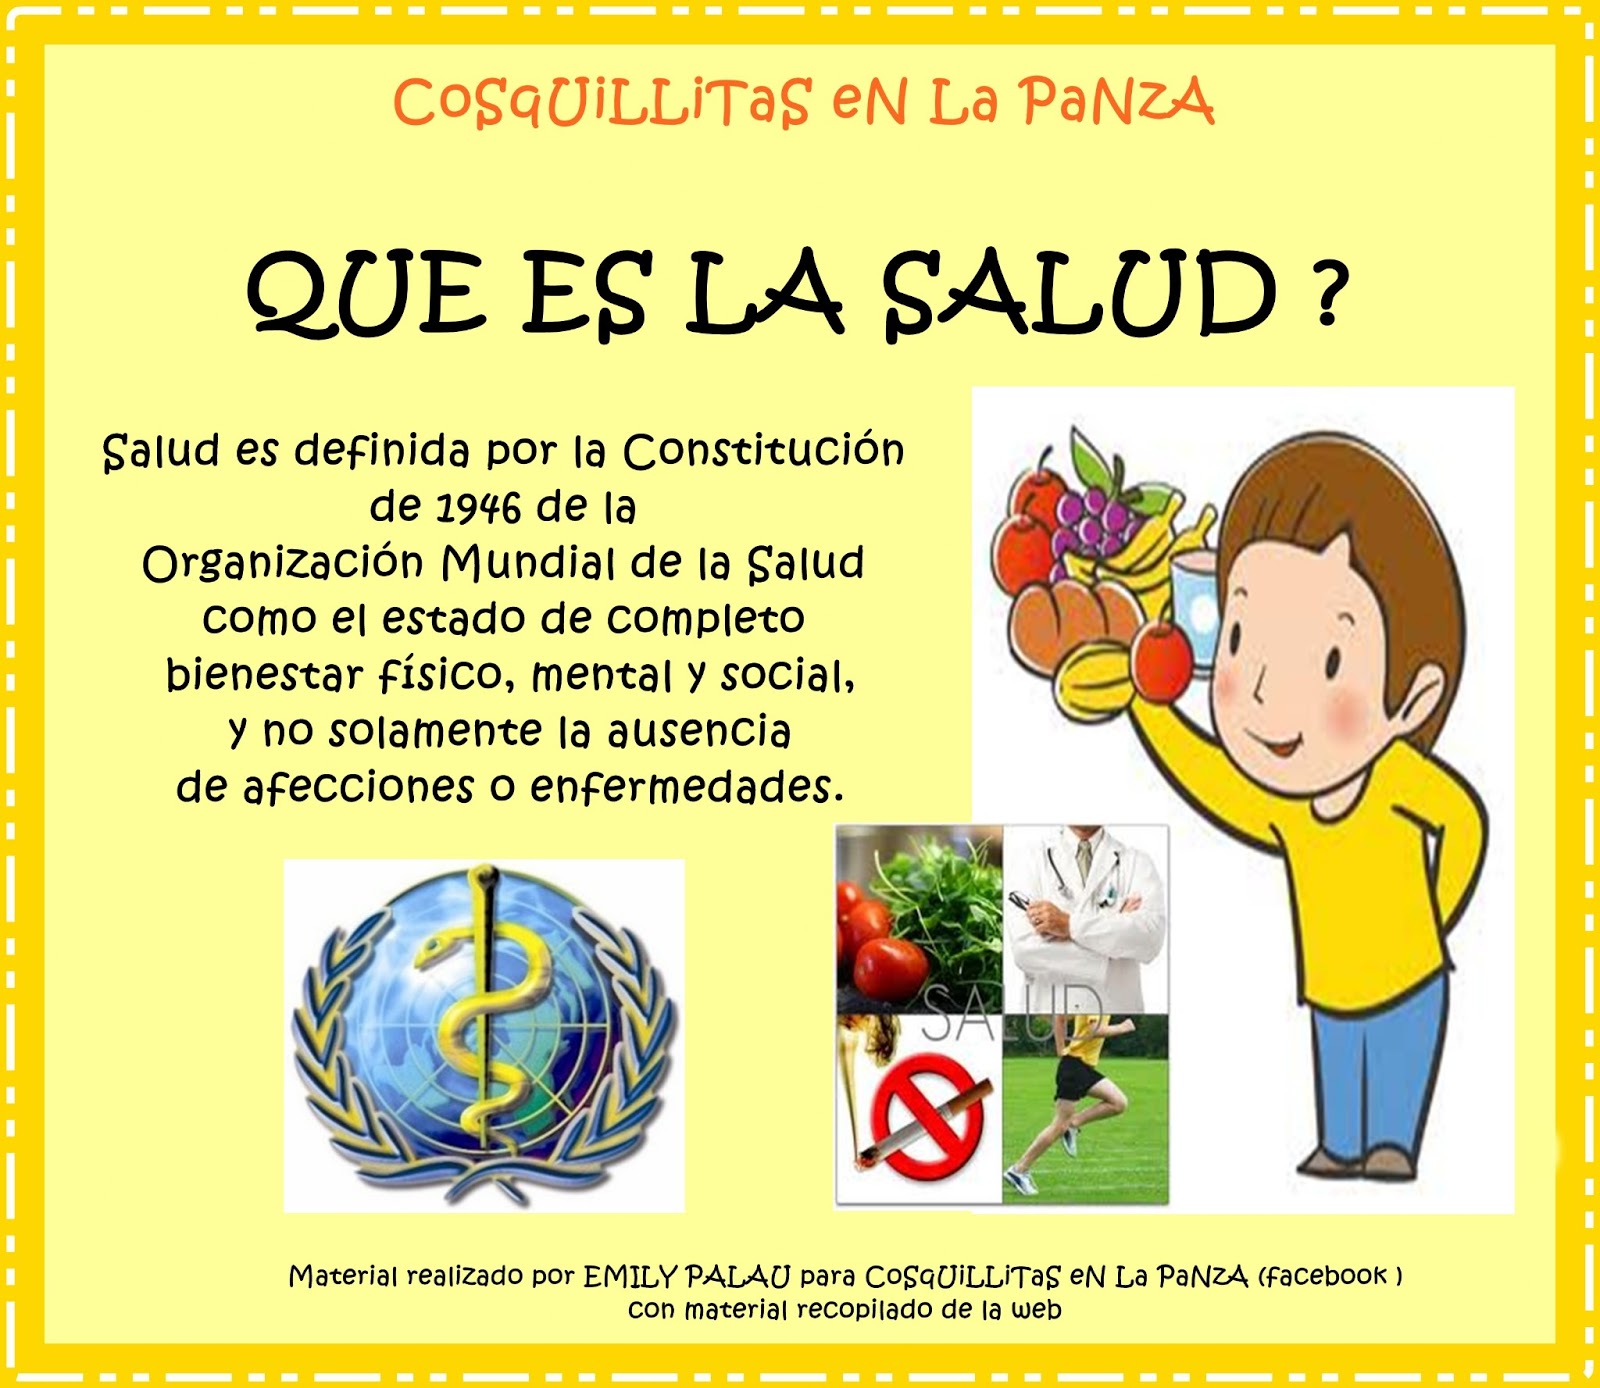 CoSqUiLLiTaS eN La PaNzA
QUE ES LA SALUD ?
Salud es definida por la Constitución
de 1946 de la
Organización Mundial de la Salud
como el estado de completo
bienestar físico, mental y social,
y no solamente la ausencia
de afecciones o enfermedades.
SALUD
Material realizado por EMILY PALAU para CoSqUiLLiTaS eN La PaNzA (facebook )
con material recopilado de la web